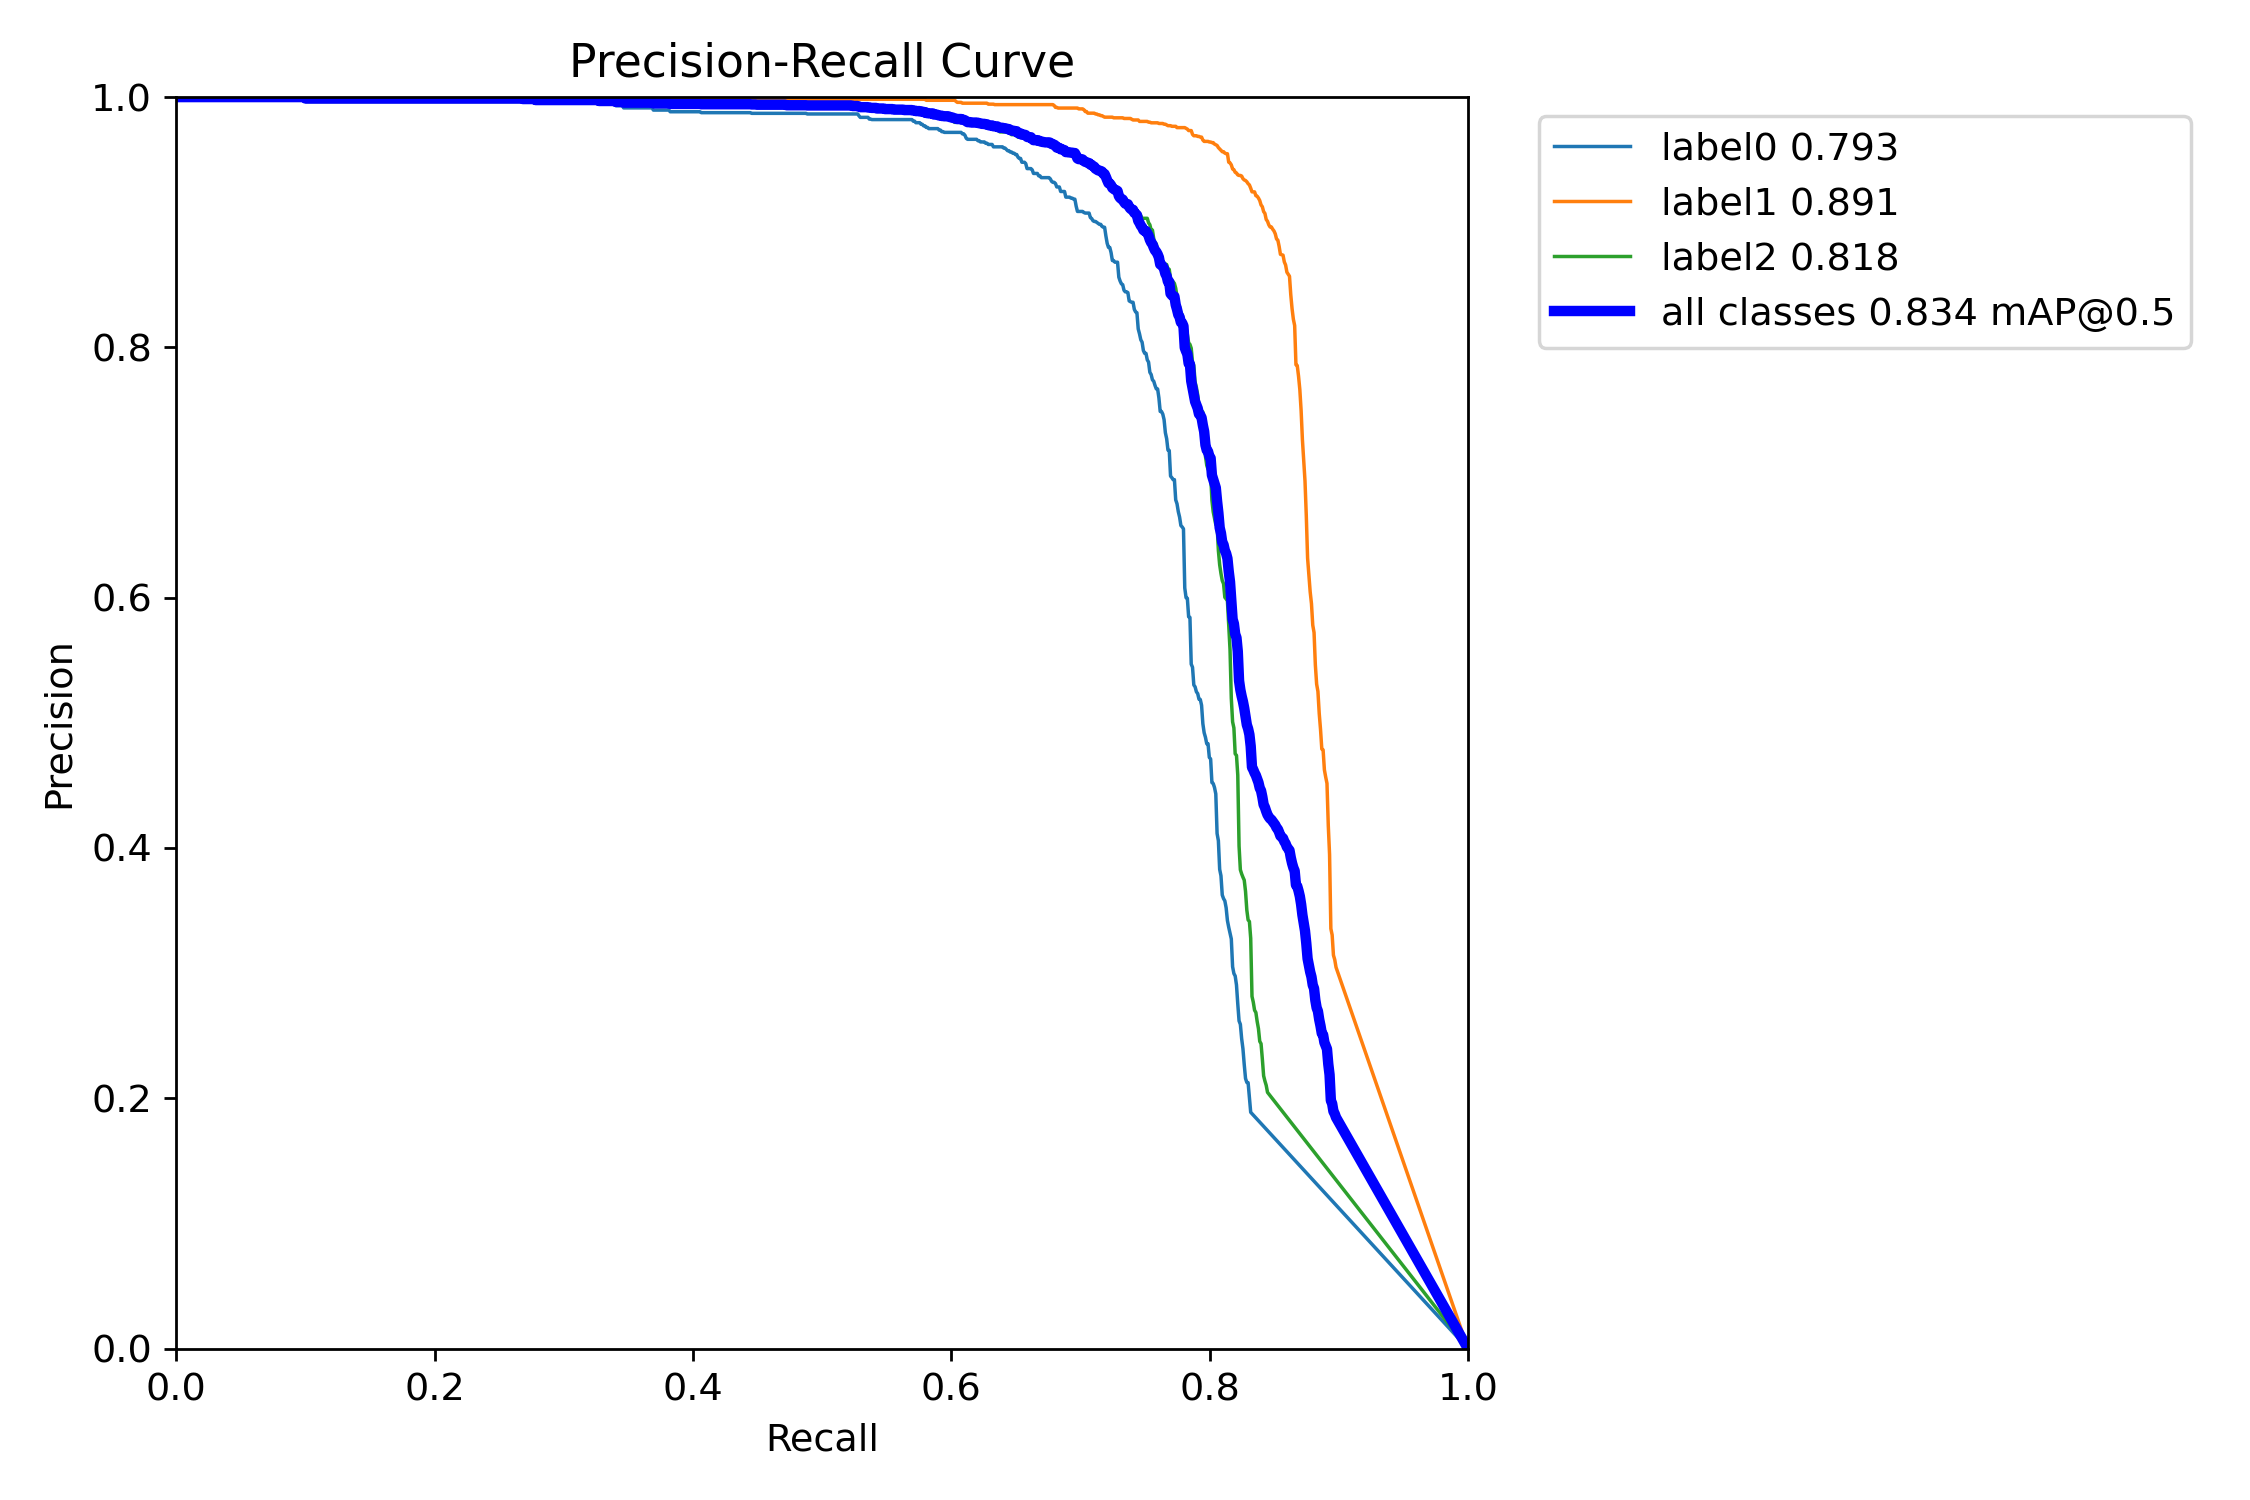 Precision-Recall Curve
1.0
0.8
0.6
0.4
0.2
0.0
Precision
0.0 0.2 0.4 0.6 0.8 1.0
Recall
label0 0.793
label1 0.891
label2 0.818
all classes 0.834 mAP@0.5